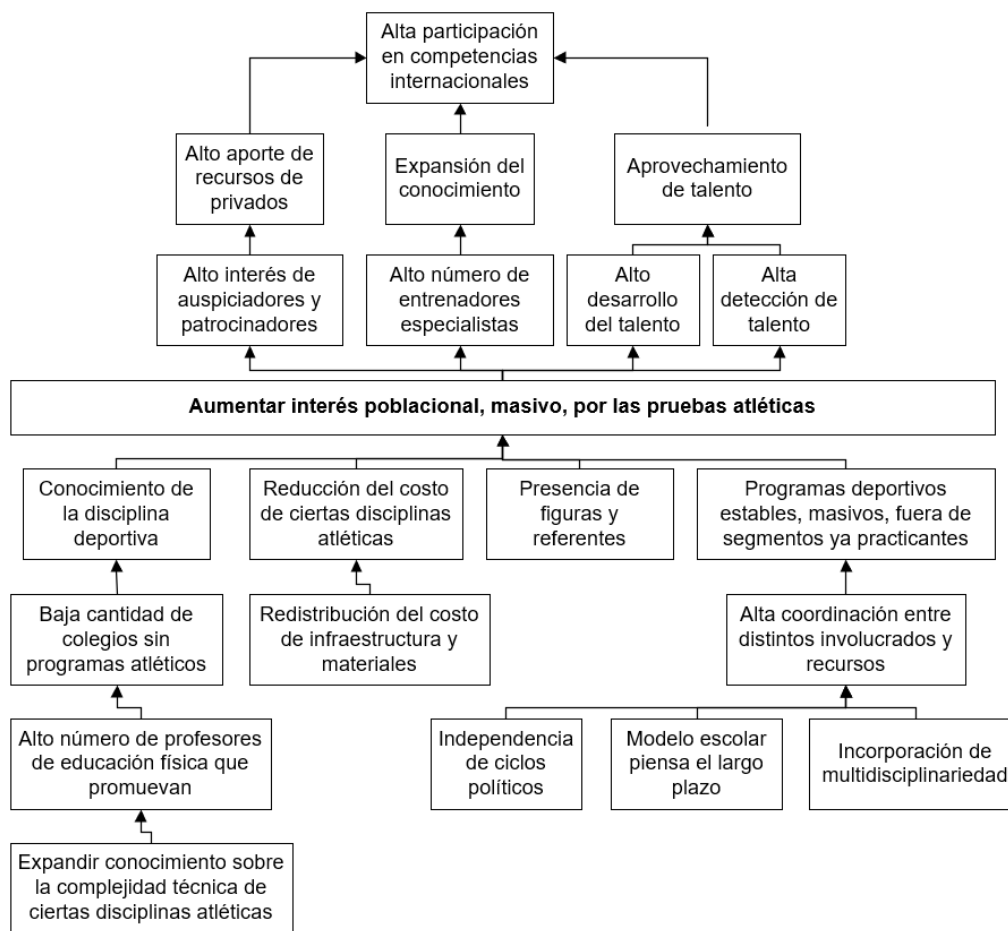 Alta participación
en competencias
internacionales
Alto aporte de
recursos de
privados
Expansión del
conocimiento
Aprovechamiento
de talento
Alto interés de
auspiciadores y
patrocinadores
Alto número de
entrenadores
especialistas
Alto
desarrollo
del talento
Alta
detección de
talento
Aumentar interés poblacional, masivo, por las pruebas atléticas
Conocimiento de
la disciplina
deportiva
Reducción del costo
de ciertas disciplinas
atléticas
Presencia de
figuras y
referentes
Programas deportivos
estables, masivos, fuera de
segmentos ya practicantes
Baja cantidad de
colegios sin
programas atléticos
Redistribución del costo
de infraestructura y
materiales
Alta coordinación entre
distintos involucrados y
recursos
Alto número de profesores
de educación física que
promuevan
Independencia
de ciclos
políticos
Modelo escolar
piensa el largo
plazo
Incorporación de
multidisciplinariedad
Expandir conocimiento sobre
la complejidad técnica de
ciertas disciplinas atléticas